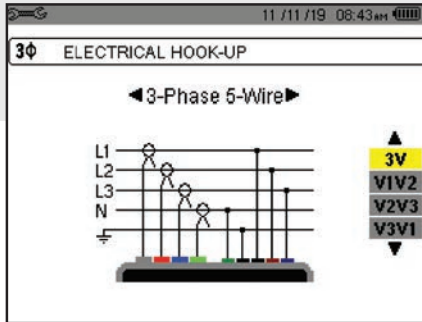 11/11/19 08:43AM
3ϕ ELECTRICAL HOOK-UP
◄3-Phase 5-Wire►
L1
L2
L3
N
3V
V1V2
V2V3
V3V1